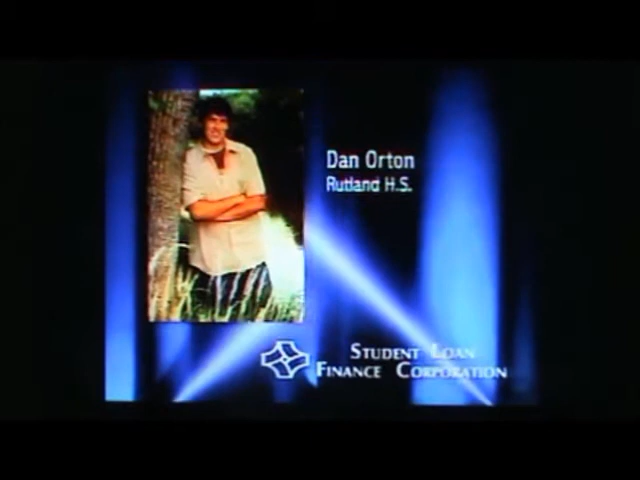 Dan Orton
Rutland H.S.
STUDENT LOAN
FINANCE CORPORATION